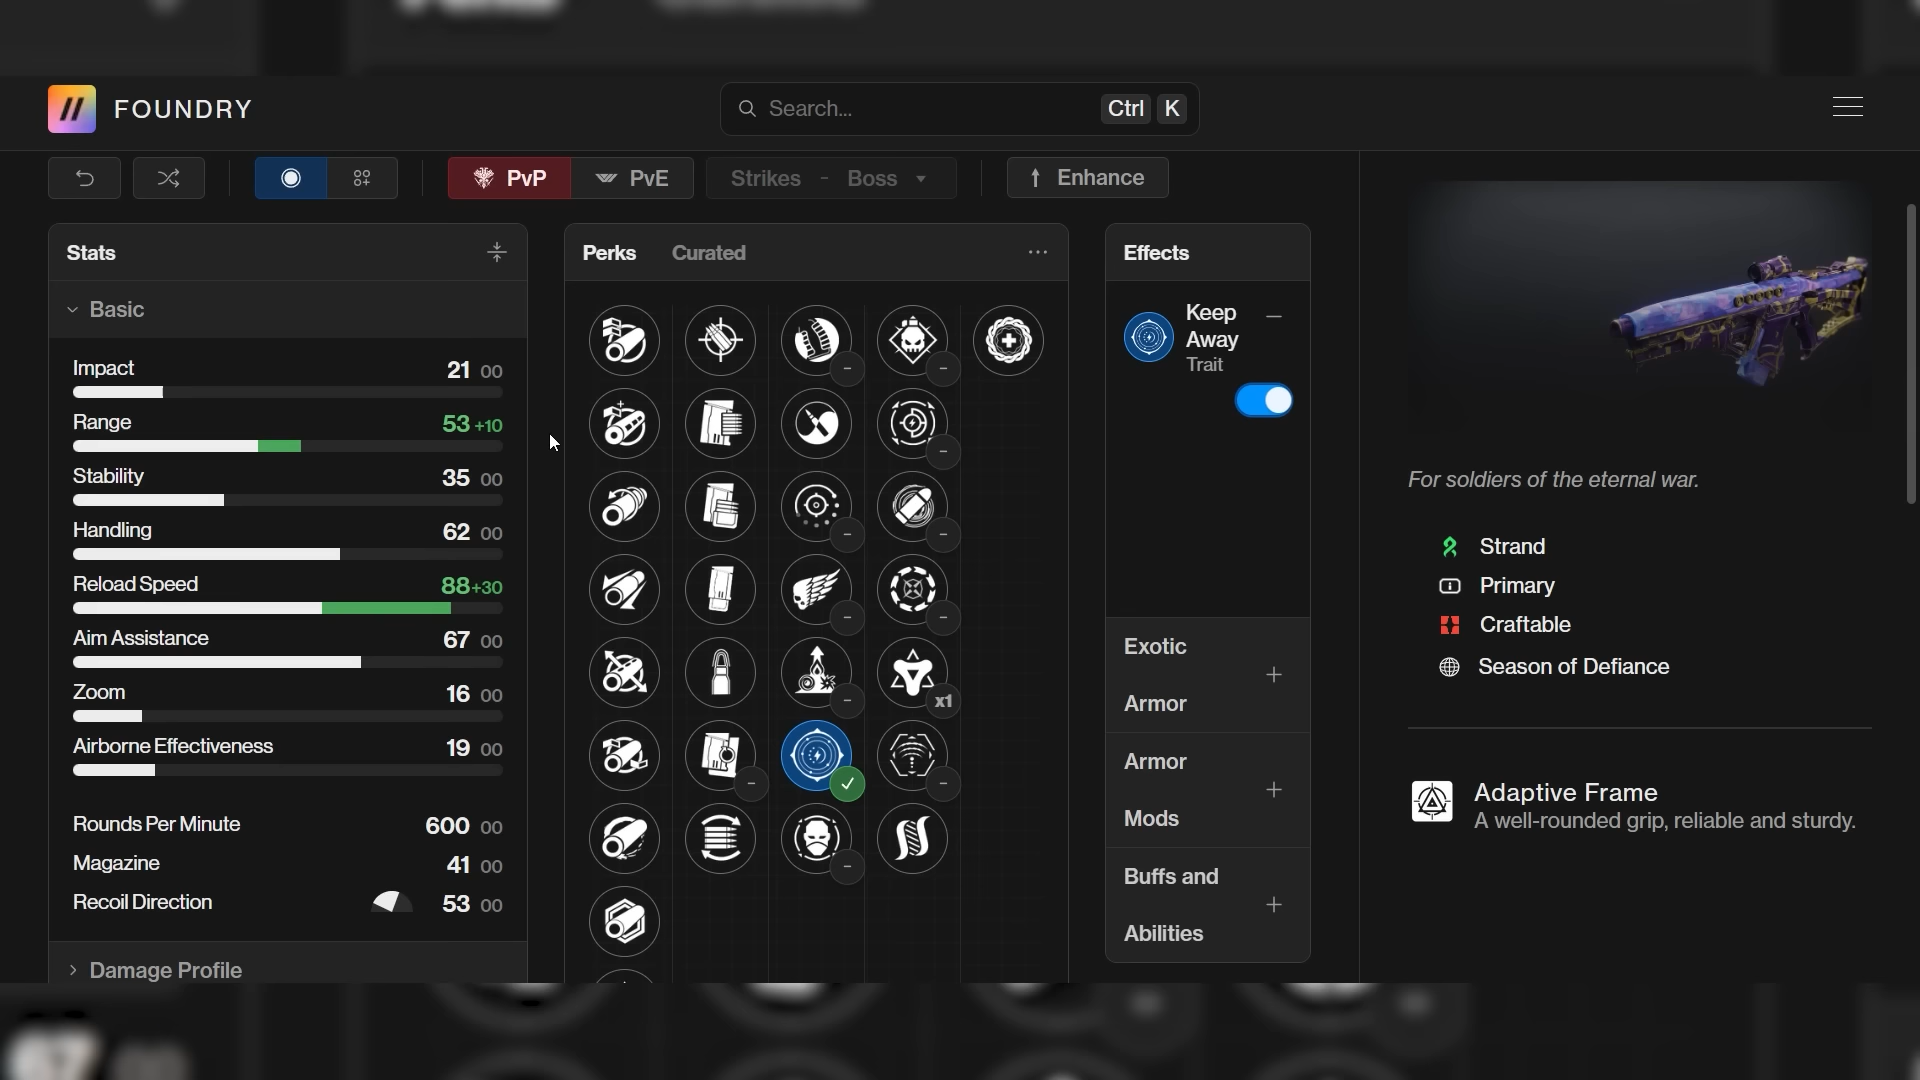 FOUNDRY
Search...
Ctrl K
PvP
PvE
Strikes - Boss
Enhance
Stats
Basic
Impact 21 00
Range 53 +10
Stability 35 00
Handling 62 00
Reload Speed 88 +30
Aim Assistance 67 00
Zoom 16 00
Airborne Effectiveness 19 00
Rounds Per Minute 600 00
Magazine 41 00
Recoil Direction 53 00
Damage Profile
Perks Curated
x1
Effects
Keep
Away
Trait
Exotic
Armor
Armor
Mods
Buffs and
Abilities
For soldiers of the eternal war.
Strand
Primary
Craftable
Season of Defiance
Adaptive Frame
A well-rounded grip, reliable and sturdy.